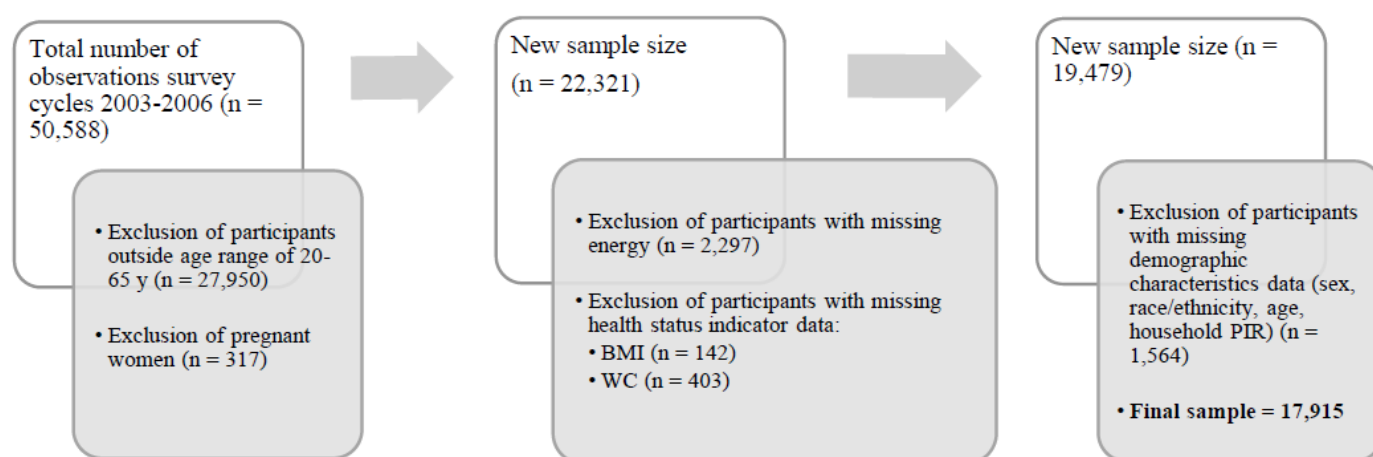 Total number of
observations survey
cycles 2003-2006 (n =
50,588)
• Exclusion of participants
outside age range of 20-
65 y (n = 27,950)
• Exclusion of pregnant
women (n = 317)
New sample size
(n = 22,321)
• Exclusion of participants with missing
energy (n = 2,297)
• Exclusion of participants with missing
health status indicator data:
• BMI (n = 142)
• WC (n = 403)
New sample size (n =
19,479)
• Exclusion of participants
with missing
demographic
characteristics data (sex,
race/ethnicity, age,
household PIR) (n =
1,564)
• Final sample = 17,915